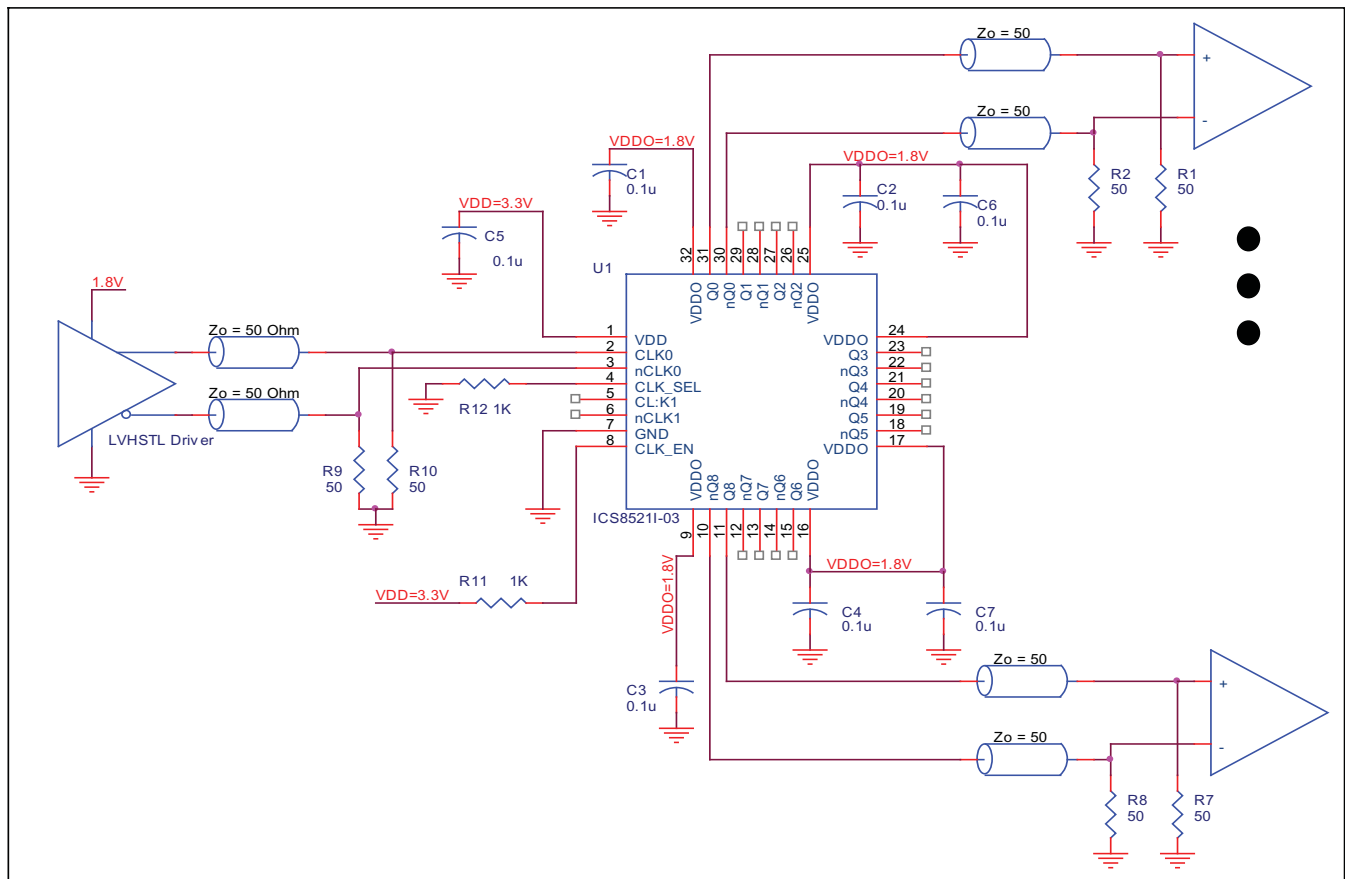 Zo = 50
+
Zo = 50
-
VDDO=1.8V
VDDO=1.8V
C1
0.1u
R2
50
R1
50
C2
0.1u
C6
0.1u
VDD=3.3V
C5
0.1u
32
31
30
29
28
27
26
25
U1
VDDO
Q0
nQ0
Q1
nQ1
Q2
nQ2
VDDO
1.8V
Zo = 50 Ohm
Zo = 50 Ohm
LVHSTL Driver
1
VDD
2
CLK0
3
nCLK0
4
CLK_SEL
5
CL:K1
6
nCLK1
7
GND
8
CLK_EN
24
VDDO
23
Q3
22
nQ3
21
Q4
20
nQ4
19
Q5
18
nQ5
17
VDDO
R12 1K
R9
50
R10
50
VDDO
nQ8
Q8
nQ7
Q7
nQ6
Q6
VDDO
ICS8521I-03
9
10
11
12
13
14
15
16
R11 1K
VDD=3.3V
VDDO=1.8V
VDDO=1.8V
C4
0.1u
C7
0.1u
C3
0.1u
Zo = 50
+
Zo = 50
-
R8
50
R7
50